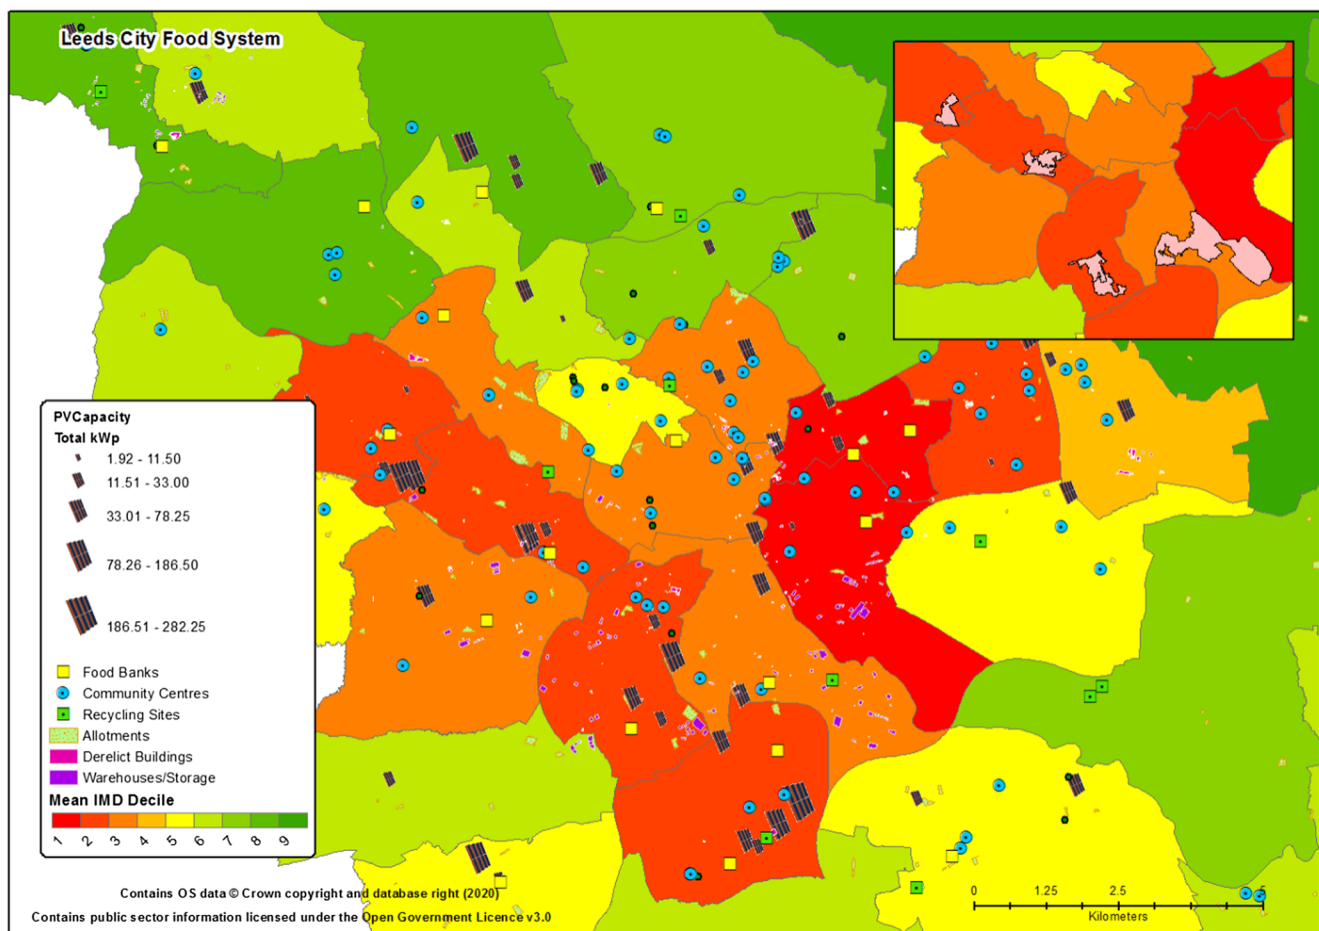 Leeds City Food System
PVCapacity
Total kWp
1.92 - 11.50
11.51 - 33.00
33.01 - 78.25
78.26 - 186.50
186.51 - 282.25
Food Banks
Community Centres
Recycling Sites
Allotments
Derelict Buildings
Warehouses/Storage
Mean IMD Decile
1 2 3 4 5 6 7 8 9
Contains OS data © Crown copyright and database right (2020)
Contains public sector information licensed under the Open Government Licence v3.0
0 1.25 2.5 5
Kilometers